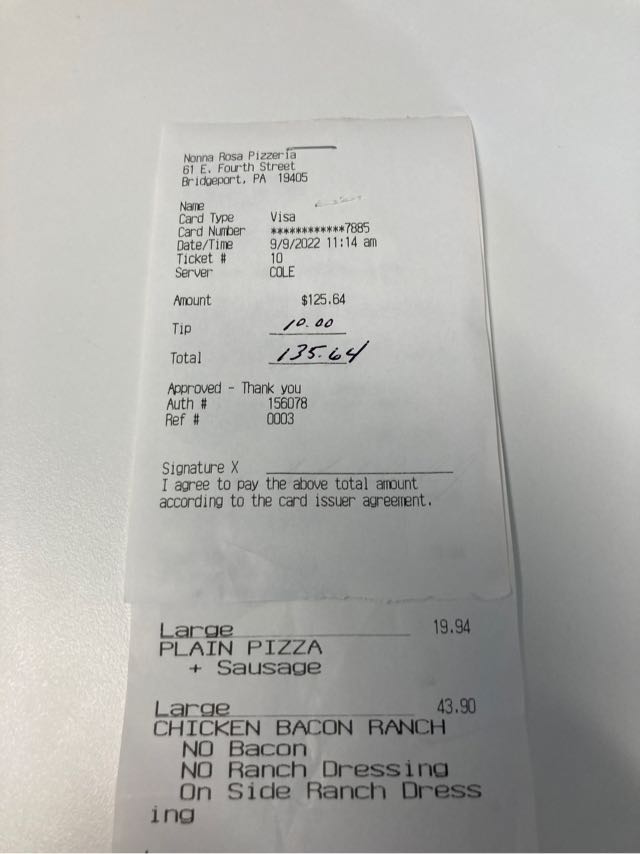 Nonna Rosa Pizzeria
61 E. Fourth Street
Bridgeport, PA 19405
Name
Card Type Visa
Card Number ************7885
Date/Time 9/9/2022 11:14 am
Ticket # 10
Server COLE
Amount $125.64
Tip 10.00
Total 135.64
Approved - Thank you
Auth # 156078
Ref # 0003
Signature X
I agree to pay the above total amount
according to the card issuer agreement.
Large 19.94
PLAIN PIZZA
+ Sausage
Large 43.90
CHICKEN BACON RANCH
NO Bacon
NO Ranch Dressing
On Side Ranch Dress
ing